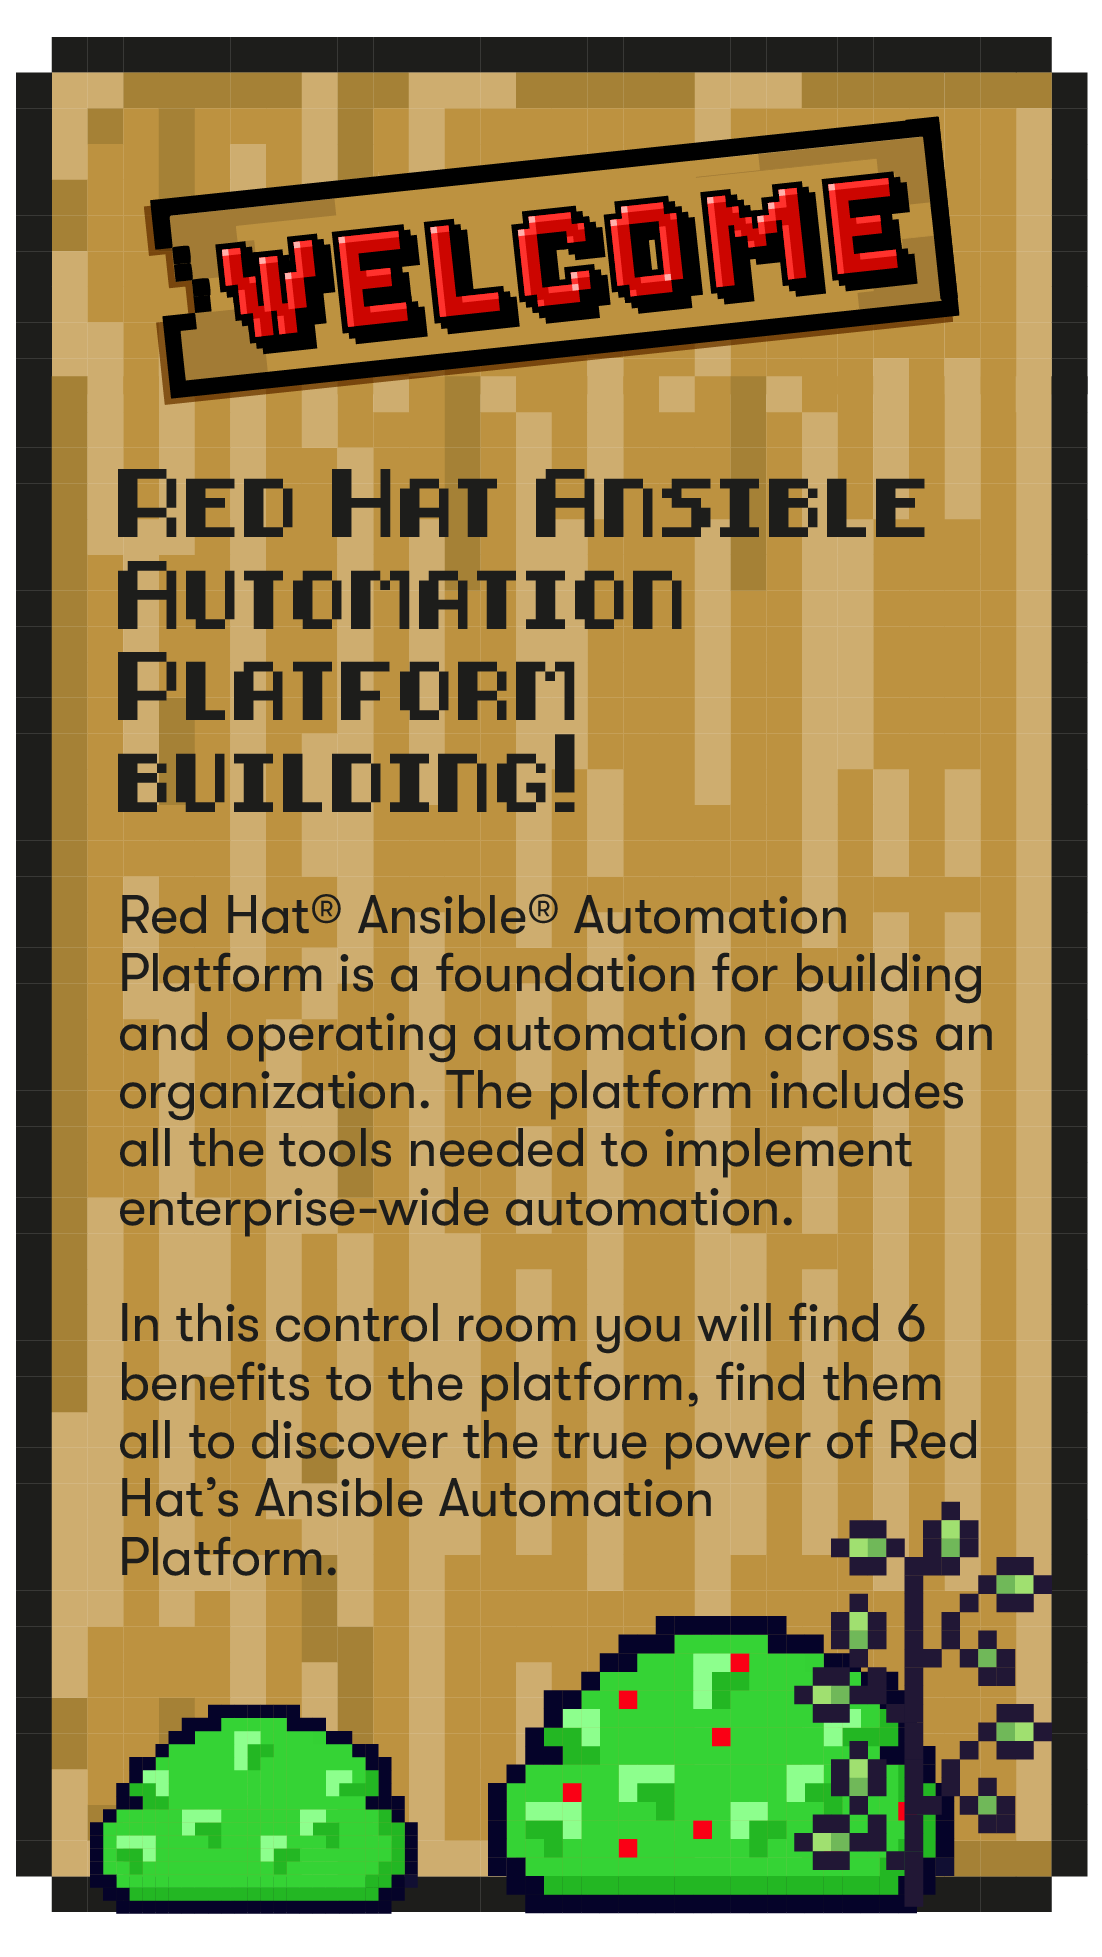 WELCOME
Red Hat Ansible
Automation
Platform
building!
Red Hat® Ansible® Automation
Platform is a foundation for building
and operating automation across an
organization. The platform includes
all the tools needed to implement
enterprise-wide automation.
In this control room you will find 6
benefits to the platform, find them
all to discover the true power of Red
Hat’s Ansible Automation
Platform.